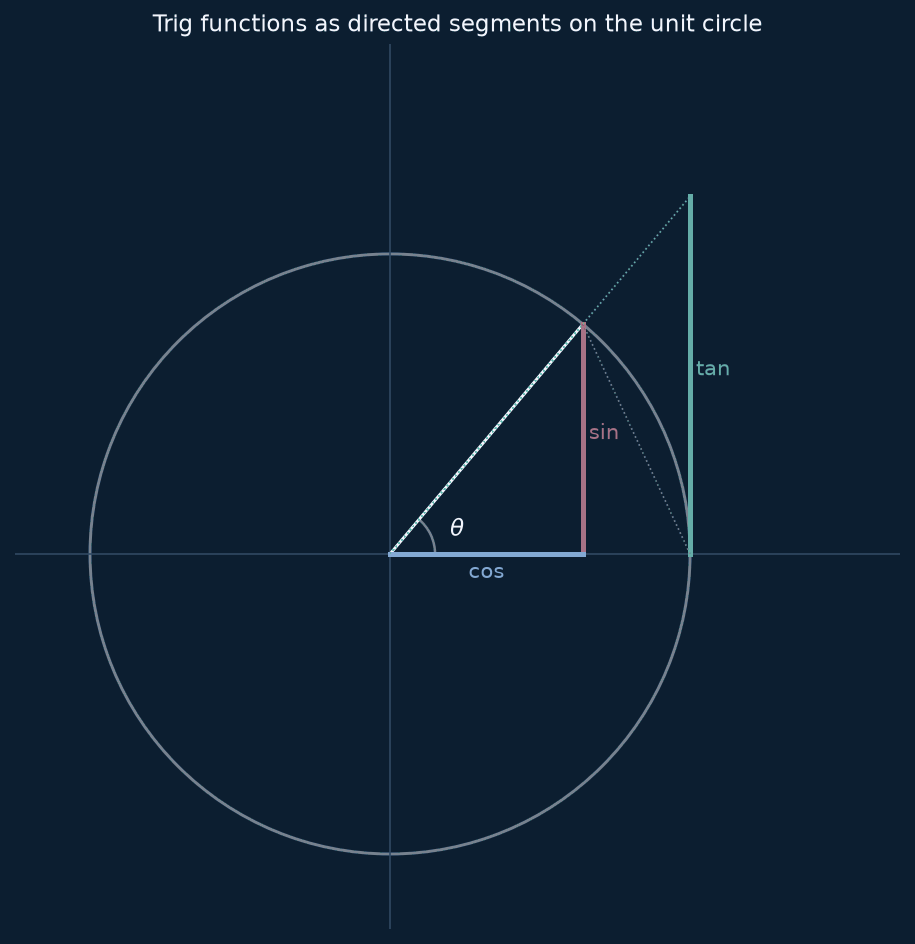 Trig functions as directed segments on the unit circle
tan
sin
θ
cos